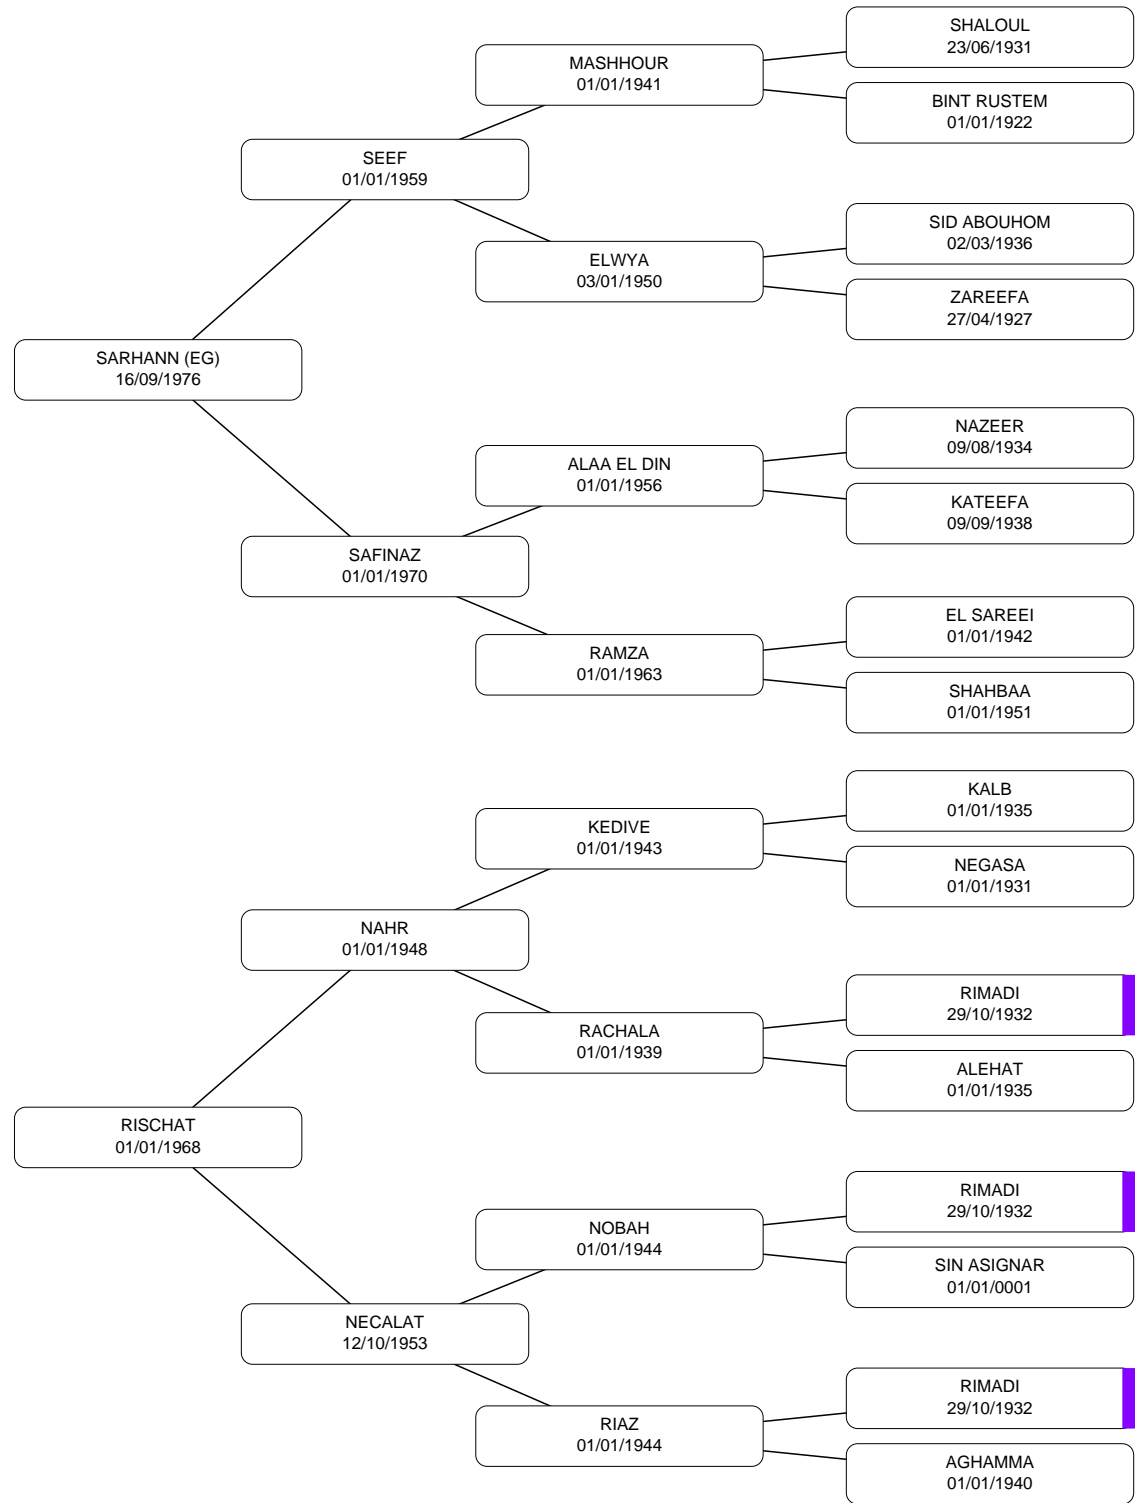 SHALOUL
23/06/1931
MASHHOUR
01/01/1941
BINT RUSTEM
01/01/1922
SEEF
01/01/1959
SID ABOUHOM
02/03/1936
ELWYA
03/01/1950
ZAREEFA
27/04/1927
SARHANN (EG)
16/09/1976
NAZEER
09/08/1934
ALAA EL DIN
01/01/1956
KATEEFA
09/09/1938
SAFINAZ
01/01/1970
EL SAREEI
01/01/1942
RAMZA
01/01/1963
SHAHBAA
01/01/1951
KALB
01/01/1935
KEDIVE
01/01/1943
NEGASA
01/01/1931
NAHR
01/01/1948
RIMADI
29/10/1932
RACHALA
01/01/1939
ALEHAT
01/01/1935
RISCHAT
01/01/1968
RIMADI
29/10/1932
NOBAH
01/01/1944
SIN ASIGNAR
01/01/0001
NECALAT
12/10/1953
RIMADI
29/10/1932
RIAZ
01/01/1944
AGHAMMA
01/01/1940